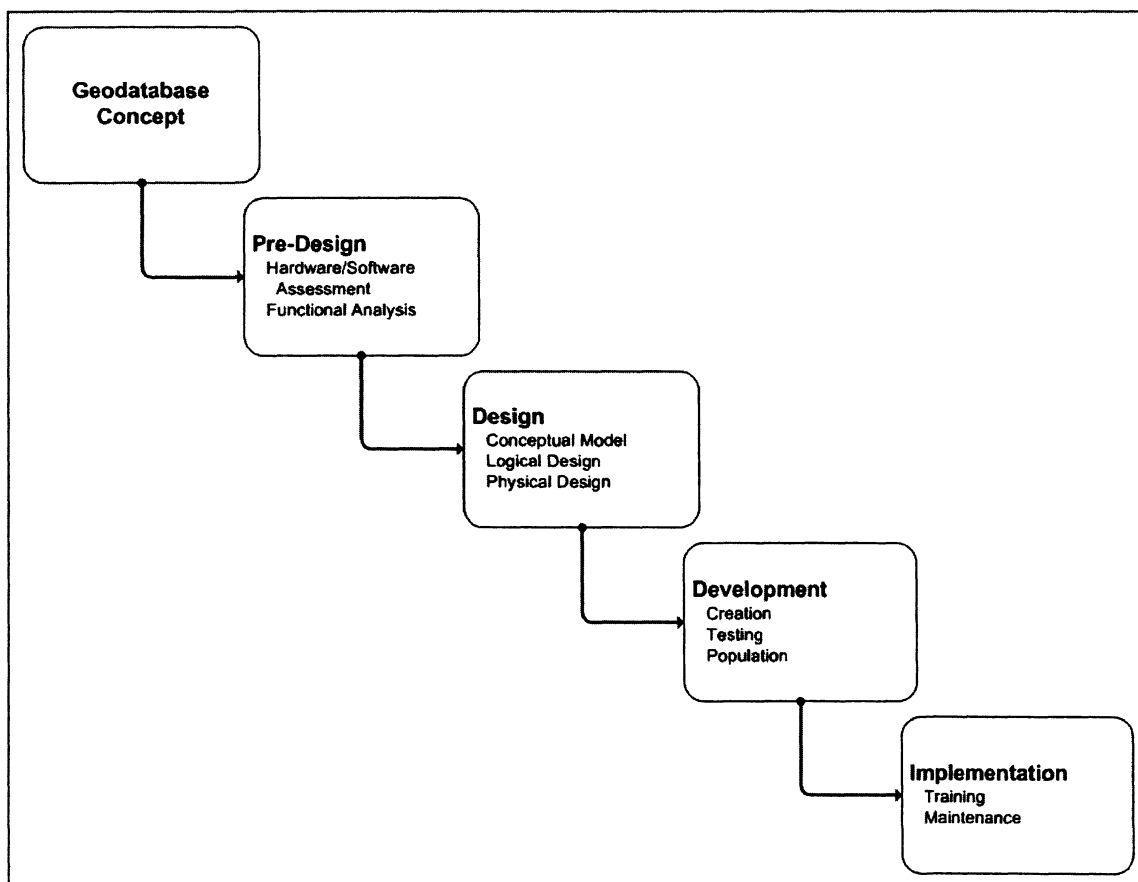 Geodatabase
Concept
Pre-Design
Hardware/Software
Assessment
Functional Analysis
Design
Conceptual Model
Logical Design
Physical Design
Development
Creation
Testing
Population
Implementation
Training
Maintenance